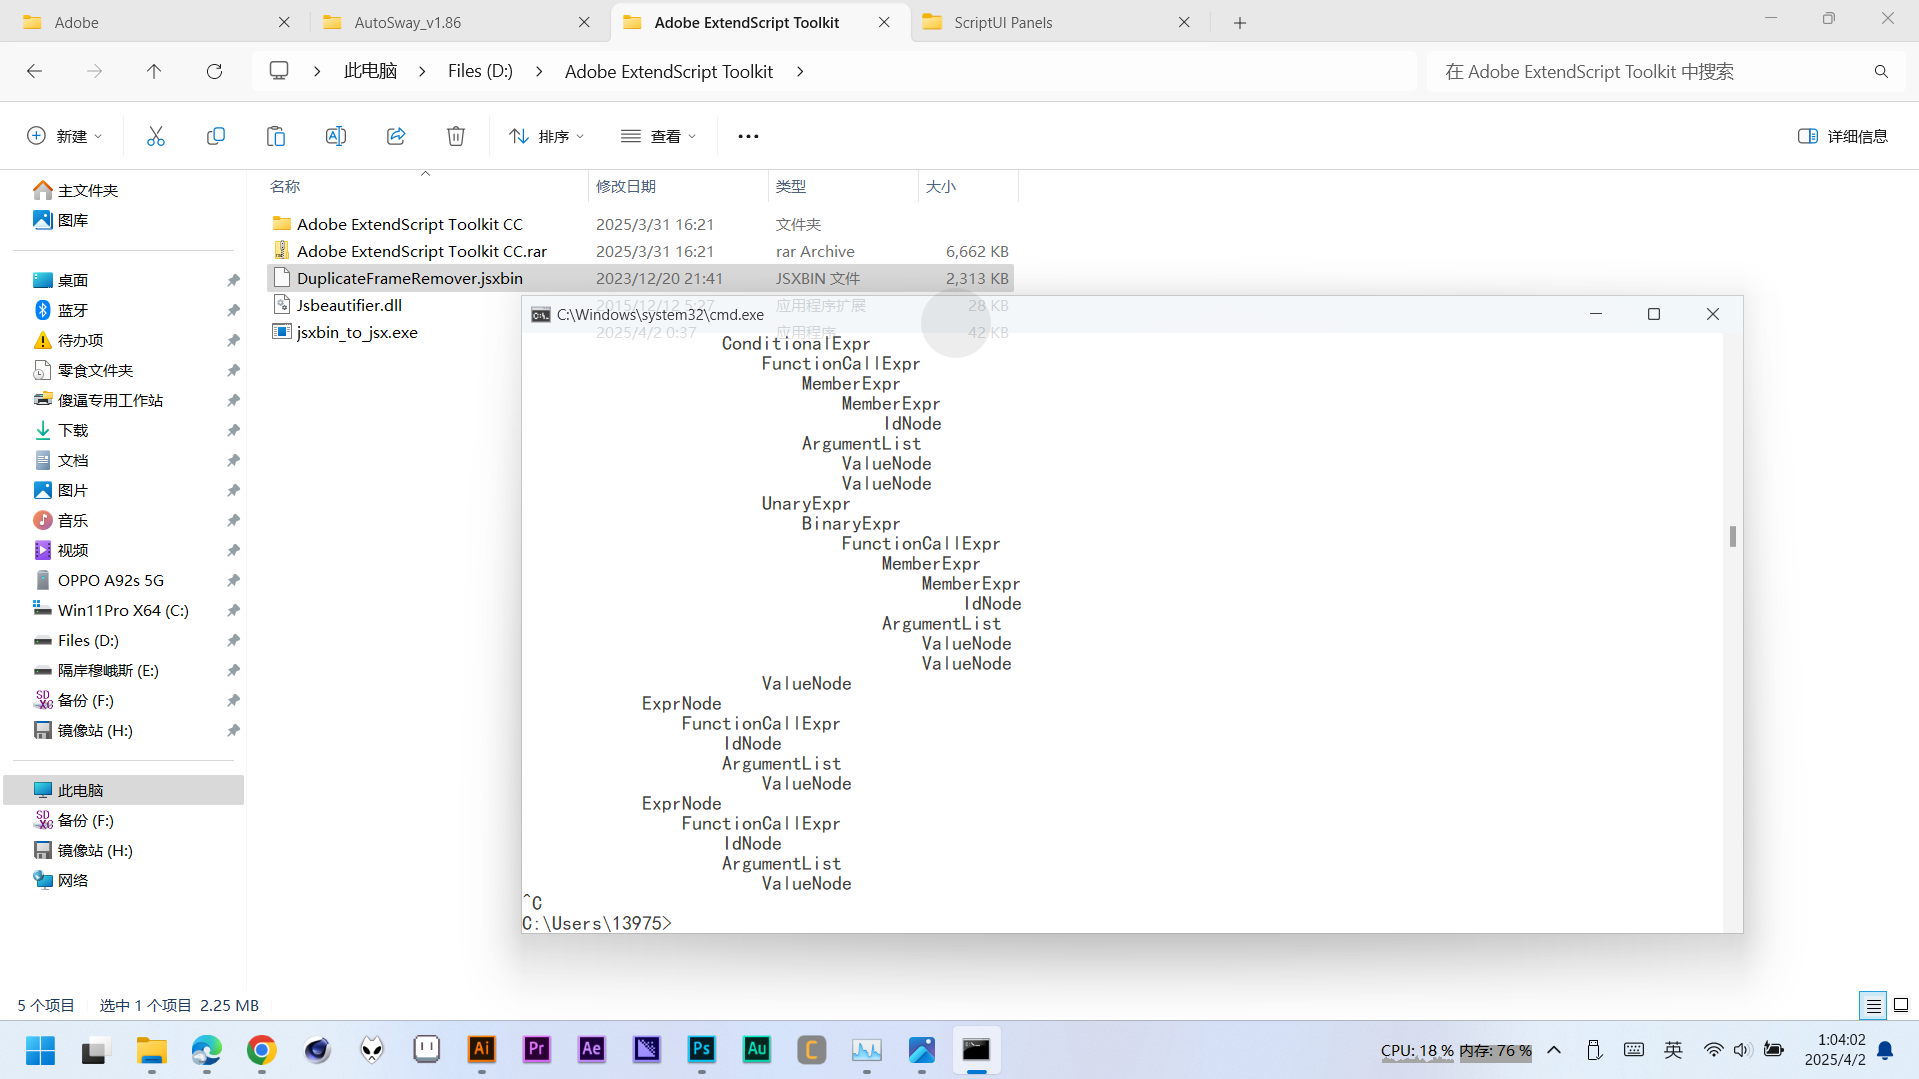 Adobe
AutoSway_v1.86
Adobe ExtendScript Toolkit
ScriptUI Panels
此电脑
Files (D:)
Adobe ExtendScript Toolkit
在 Adobe ExtendScript Toolkit 中搜索
新建
排序
查看
详细信息
名称 修改日期 类型 大小
Adobe ExtendScript Toolkit CC 2025/3/31 16:21 文件夹
Adobe ExtendScript Toolkit CC.rar 2025/3/31 16:21 rar Archive 6,662 KB
DuplicateFrameRemover.jsxbin 2023/12/20 21:41 JSXBIN 文件 2,313 KB
Jsbeautifier.dll 2015/12/12 5:27 应用程序扩展 28 KB
jsxbin_to_jsx.exe 2025/4/2 0:37 应用程序 42 KB
主文件夹
图库
桌面
蓝牙
待办项
零食文件夹
傻逼专用工作站
下载
文档
图片
音乐
视频
OPPO A92s 5G
Win11Pro X64 (C:)
Files (D:)
隔岸穆峨斯 (E:)
备份 (F:)
镜像站 (H:)
此电脑
备份 (F:)
镜像站 (H:)
网络
C:\Windows\system32\cmd.exe
ConditionalExpr
FunctionCallExpr
MemberExpr
MemberExpr
IdNode
ArgumentList
ValueNode
ValueNode
UnaryExpr
BinaryExpr
FunctionCallExpr
MemberExpr
MemberExpr
IdNode
ArgumentList
ValueNode
ValueNode
ValueNode
ExprNode
FunctionCallExpr
IdNode
ArgumentList
ValueNode
ExprNode
FunctionCallExpr
IdNode
ArgumentList
ValueNode
^C
C:\Users\13975>
5 个项目 选中 1 个项目 2.25 MB
Ai
Pr
Ae
Ps
Au
C
CPU: 18 % 内存: 76 %
英
1:04:02
2025/4/2